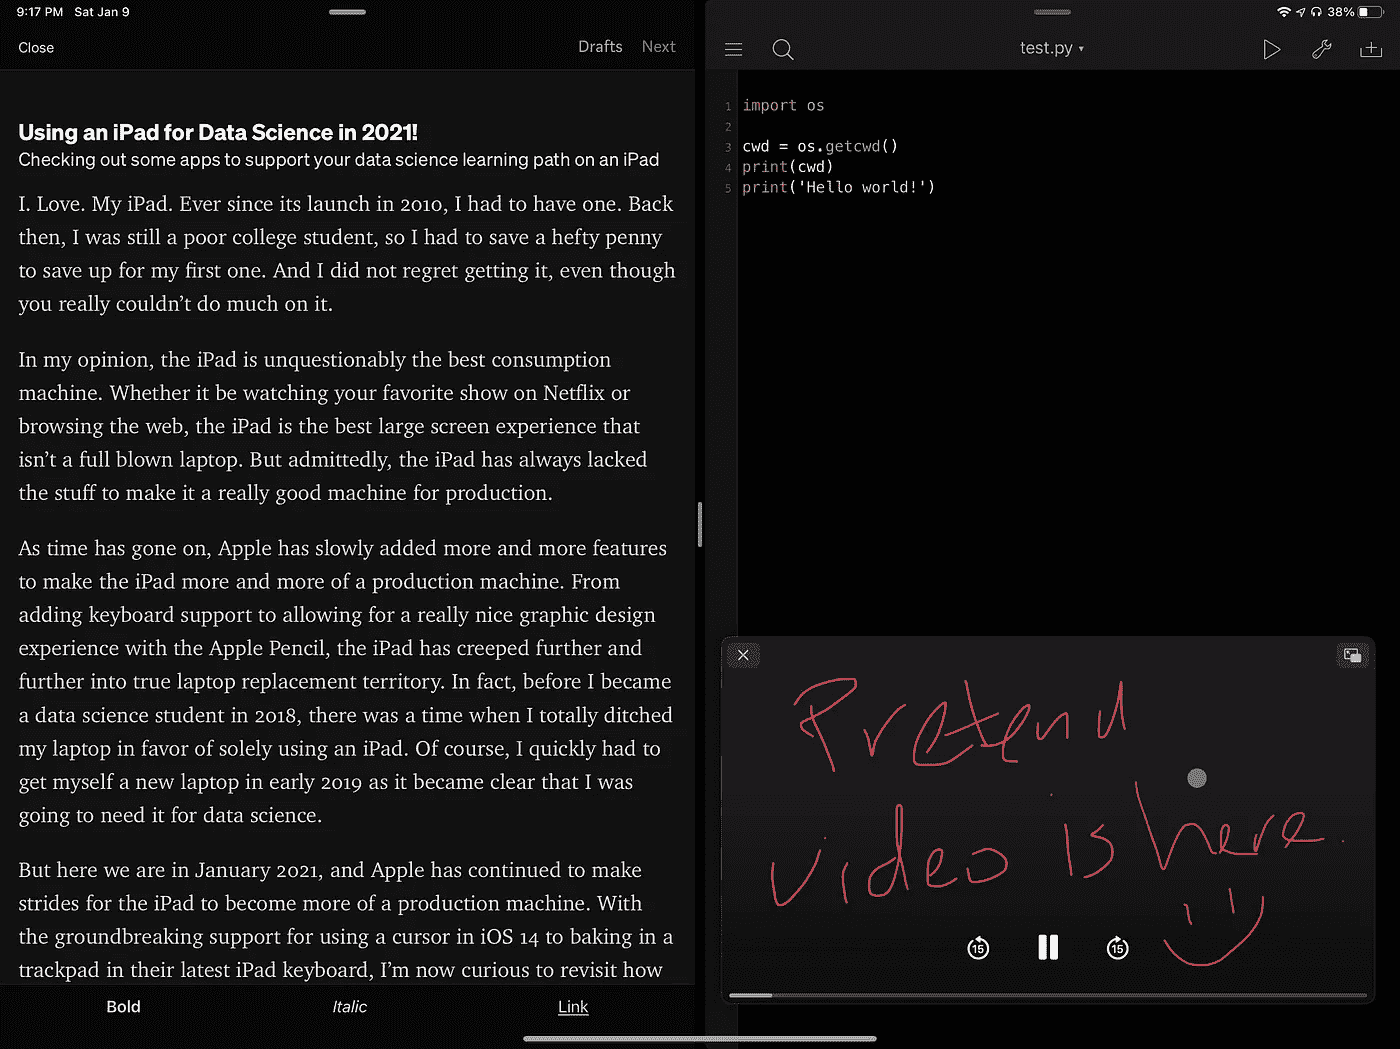 9:17 PM Sat Jan 9
38%
Close
Drafts Next
Using an iPad for Data Science in 2021!
Checking out some apps to support your data science learning path on an iPad
I. Love. My iPad. Ever since its launch in 2010, I had to have one. Back
then, I was still a poor college student, so I had to save a hefty penny
to save up for my first one. And I did not regret getting it, even though
you really couldn’t do much on it.
In my opinion, the iPad is unquestionably the best consumption
machine. Whether it be watching your favorite show on Netflix or
browsing the web, the iPad is the best large screen experience that
isn’t a full blown laptop. But admittedly, the iPad has always lacked
the stuff to make it a really good machine for production.
As time has gone on, Apple has slowly added more and more features
to make the iPad more and more of a production machine. From
adding keyboard support to allowing for a really nice graphic design
experience with the Apple Pencil, the iPad has creeped further and
further into true laptop replacement territory. In fact, before I became
a data science student in 2018, there was a time when I totally ditched
my laptop in favor of solely using an iPad. Of course, I quickly had to
get myself a new laptop in early 2019 as it became clear that I was
going to need it for data science.
But here we are in January 2021, and Apple has continued to make
strides for the iPad to become more of a production machine. With
the groundbreaking support for using a cursor in iOS 14 to baking in a
trackpad in their latest iPad keyboard, I’m now curious to revisit how
Bold Italic Link
test.py
1 import os
2
3 cwd = os.getcwd()
4 print(cwd)
5 print('Hello world!')
Pretend
video is here.
15 15